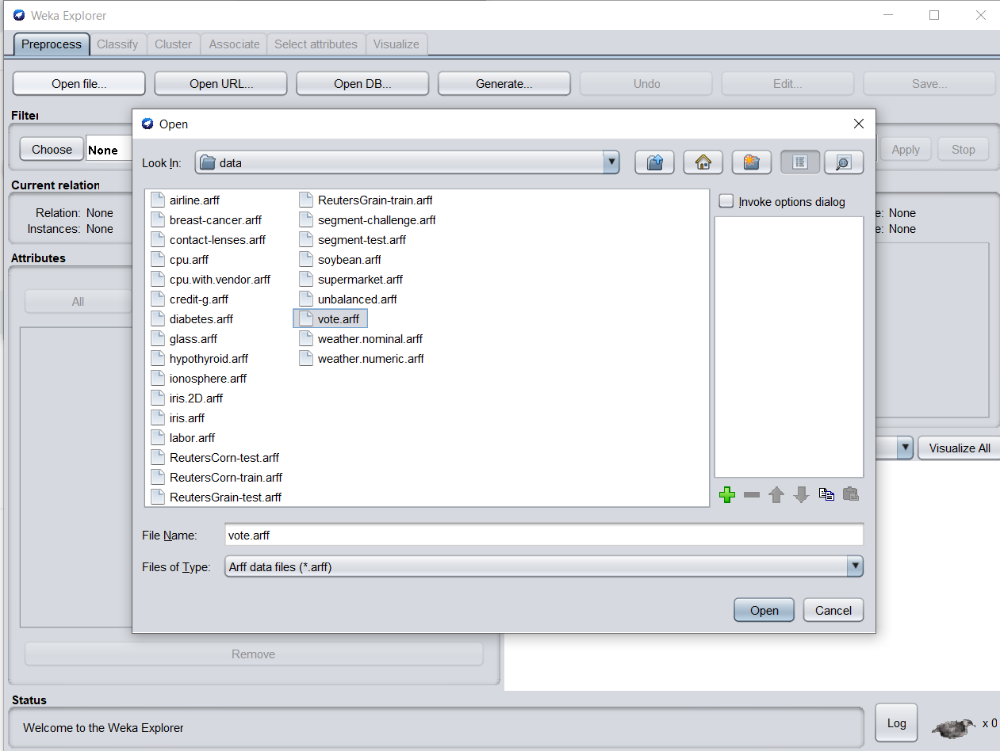 Weka Explorer
Preprocess Classify Cluster Associate Select attributes Visualize
Open file... Open URL... Open DB... Generate... Undo Edit... Save...
Filter
Choose None Apply Stop
Open
Look In: data
Current relation
Relation: None
Instances: None
e: None
e: None
Attributes
All
airline.arff
breast-cancer.arff
contact-lenses.arff
cpu.arff
cpu.with.vendor.arff
credit-g.arff
diabetes.arff
glass.arff
hypothyroid.arff
ionosphere.arff
iris.2D.arff
iris.arff
labor.arff
ReutersCorn-test.arff
ReutersCorn-train.arff
ReutersGrain-test.arff
ReutersGrain-train.arff
segment-challenge.arff
segment-test.arff
soybean.arff
supermarket.arff
unbalanced.arff
vote.arff
weather.nominal.arff
weather.numeric.arff
Invoke options dialog
Visualize All
File Name: vote.arff
Files of Type: Arff data files (*.arff)
Open Cancel
Remove
Status
Welcome to the Weka Explorer
Log x 0